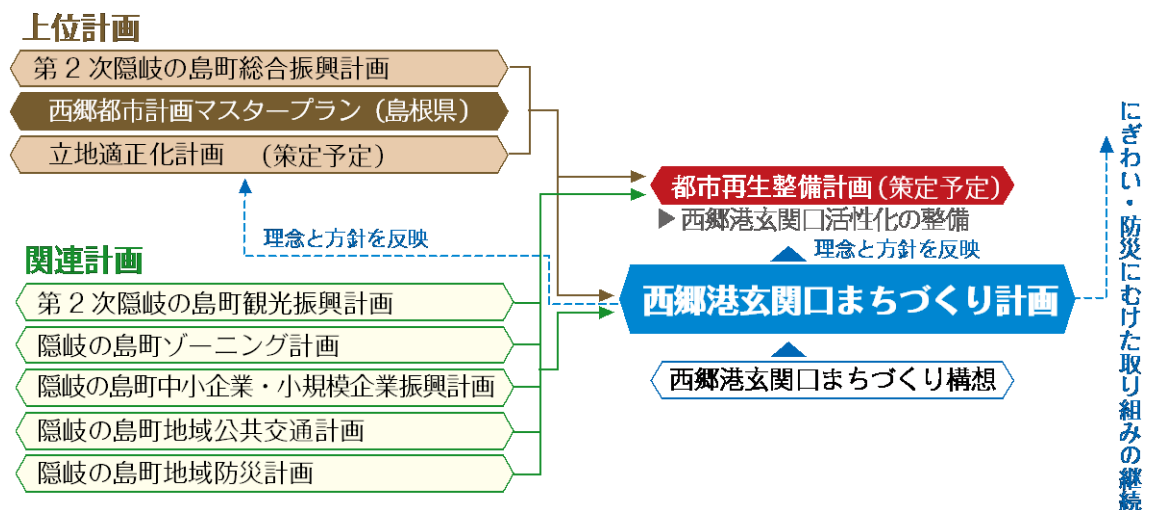 上位計画
第2次隠岐の島町総合振興計画
西郷都市計画マスタープラン（島根県）
立地適正化計画　（策定予定）
理念と方針を反映
関連計画
第2次隠岐の島町観光振興計画
隠岐の島町ゾーニング計画
隠岐の島町中小企業・小規模企業振興計画
隠岐の島町地域公共交通計画
隠岐の島町地域防災計画
都市再生整備計画（策定予定）
▶西郷港玄関口活性化の整備
理念と方針を反映
西郷港玄関口まちづくり計画
西郷港玄関口まちづくり構想
にぎわい・防災にむけた取り組みの継続